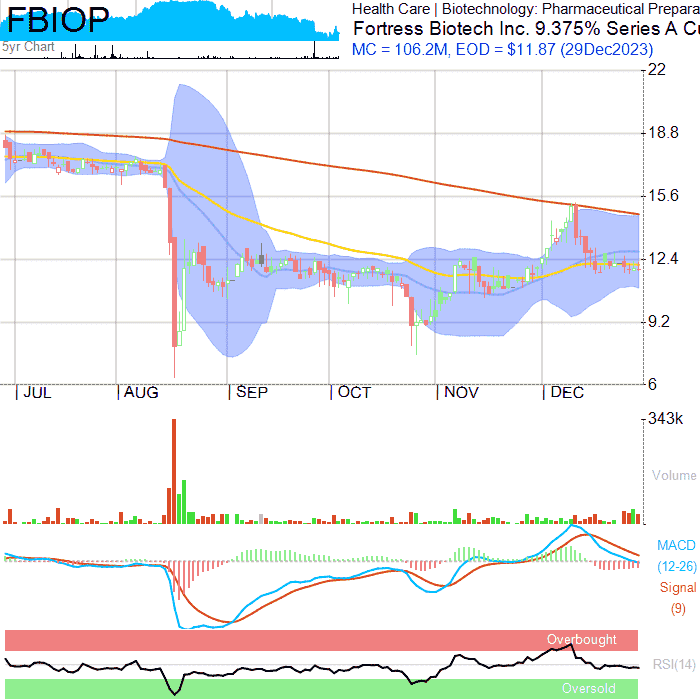 FBIOP
5yr Chart
Health Care | Biotechnology: Pharmaceutical Prepara
Fortress Biotech Inc. 9.375% Series A Cu
MC = 106.2M, EOD = $11.87 (29Dec2023)
22
18.8
15.6
12.4
9.2
6
| JUL | AUG | SEP | OCT | NOV | DEC
343k
Volume
MACD
(12-26)
Signal
(9)
Overbought
RSI(14)
Oversold